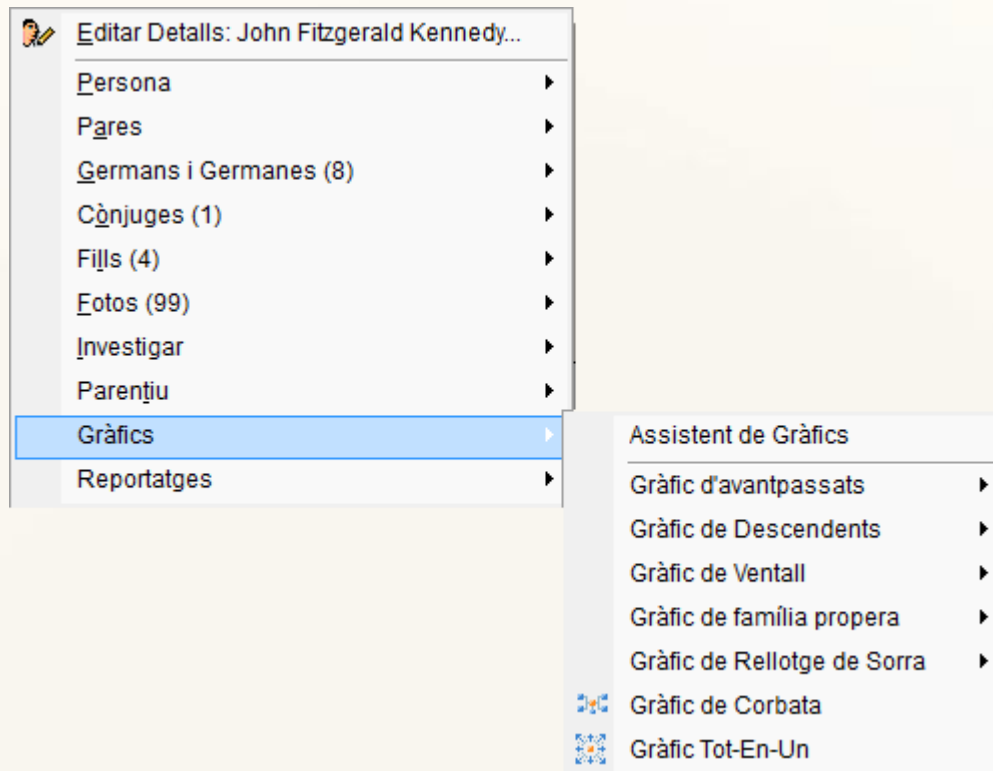 Editar Detalls: John Fitzgerald Kennedy...
Persona
Pares
Germans i Germanes (8)
Cònjuges (1)
Fills (4)
Fotos (99)
Investigar
Parentiu
Gràfics
Reportatges
Assistent de Gràfics
Gràfic d'avantpassats
Gràfic de Descendents
Gràfic de Ventall
Gràfic de família propera
Gràfic de Rellotge de Sorra
Gràfic de Corbata
Gràfic Tot-En-Un